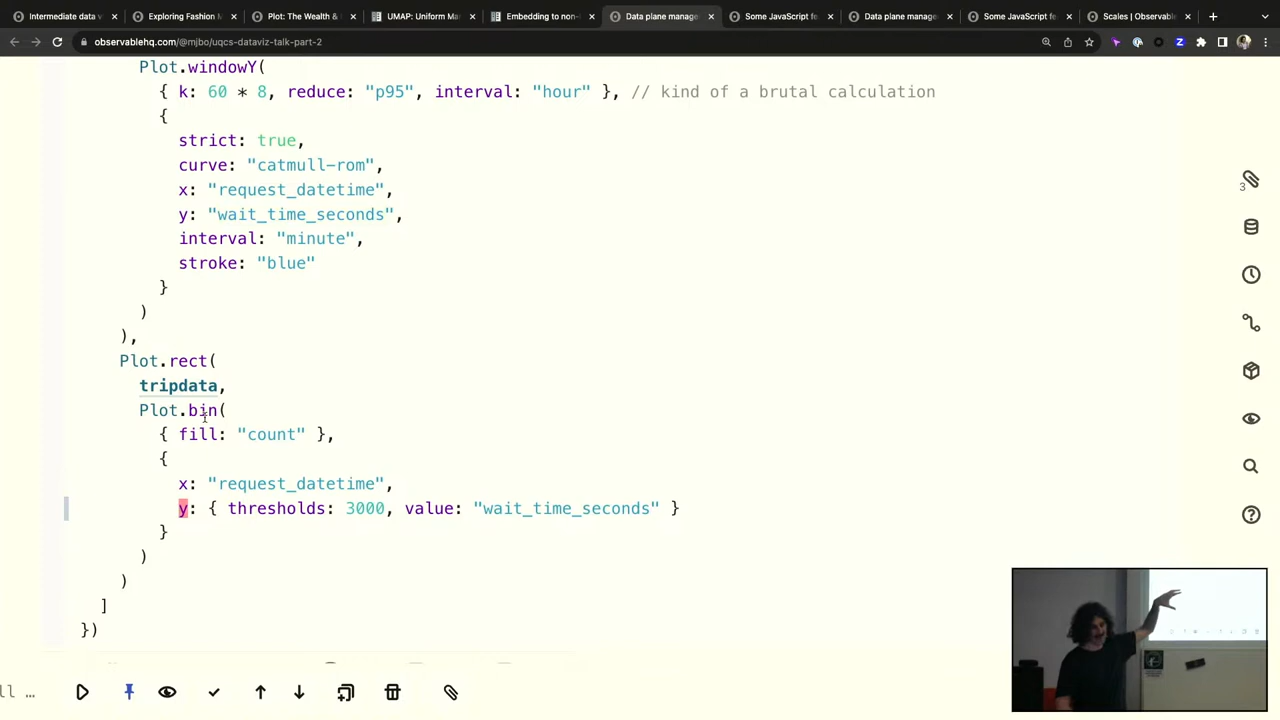 Intermediate data v
Exploring Fashion M
Plot: The Wealth &
UMAP: Uniform Ma
Embedding to non-
Data plane manage
Some JavaScript fe
Data plane manage
Some JavaScript fe
Scales | Observable
observablehq.com/@mjbo/uqcs-dataviz-talk-part-2
Plot.windowY(
{ k: 60 * 8, reduce: "p95", interval: "hour" }, // kind of a brutal calculation
{
strict: true,
curve: "catmull-rom",
x: "request_datetime",
y: "wait_time_seconds",
interval: "minute",
stroke: "blue"
}
)
),
Plot.rect(
tripdata,
Plot.bin(
{ fill: "count" },
{
x: "request_datetime",
y: { thresholds: 3000, value: "wait_time_seconds" }
}
)
)
]
})
3
ll …